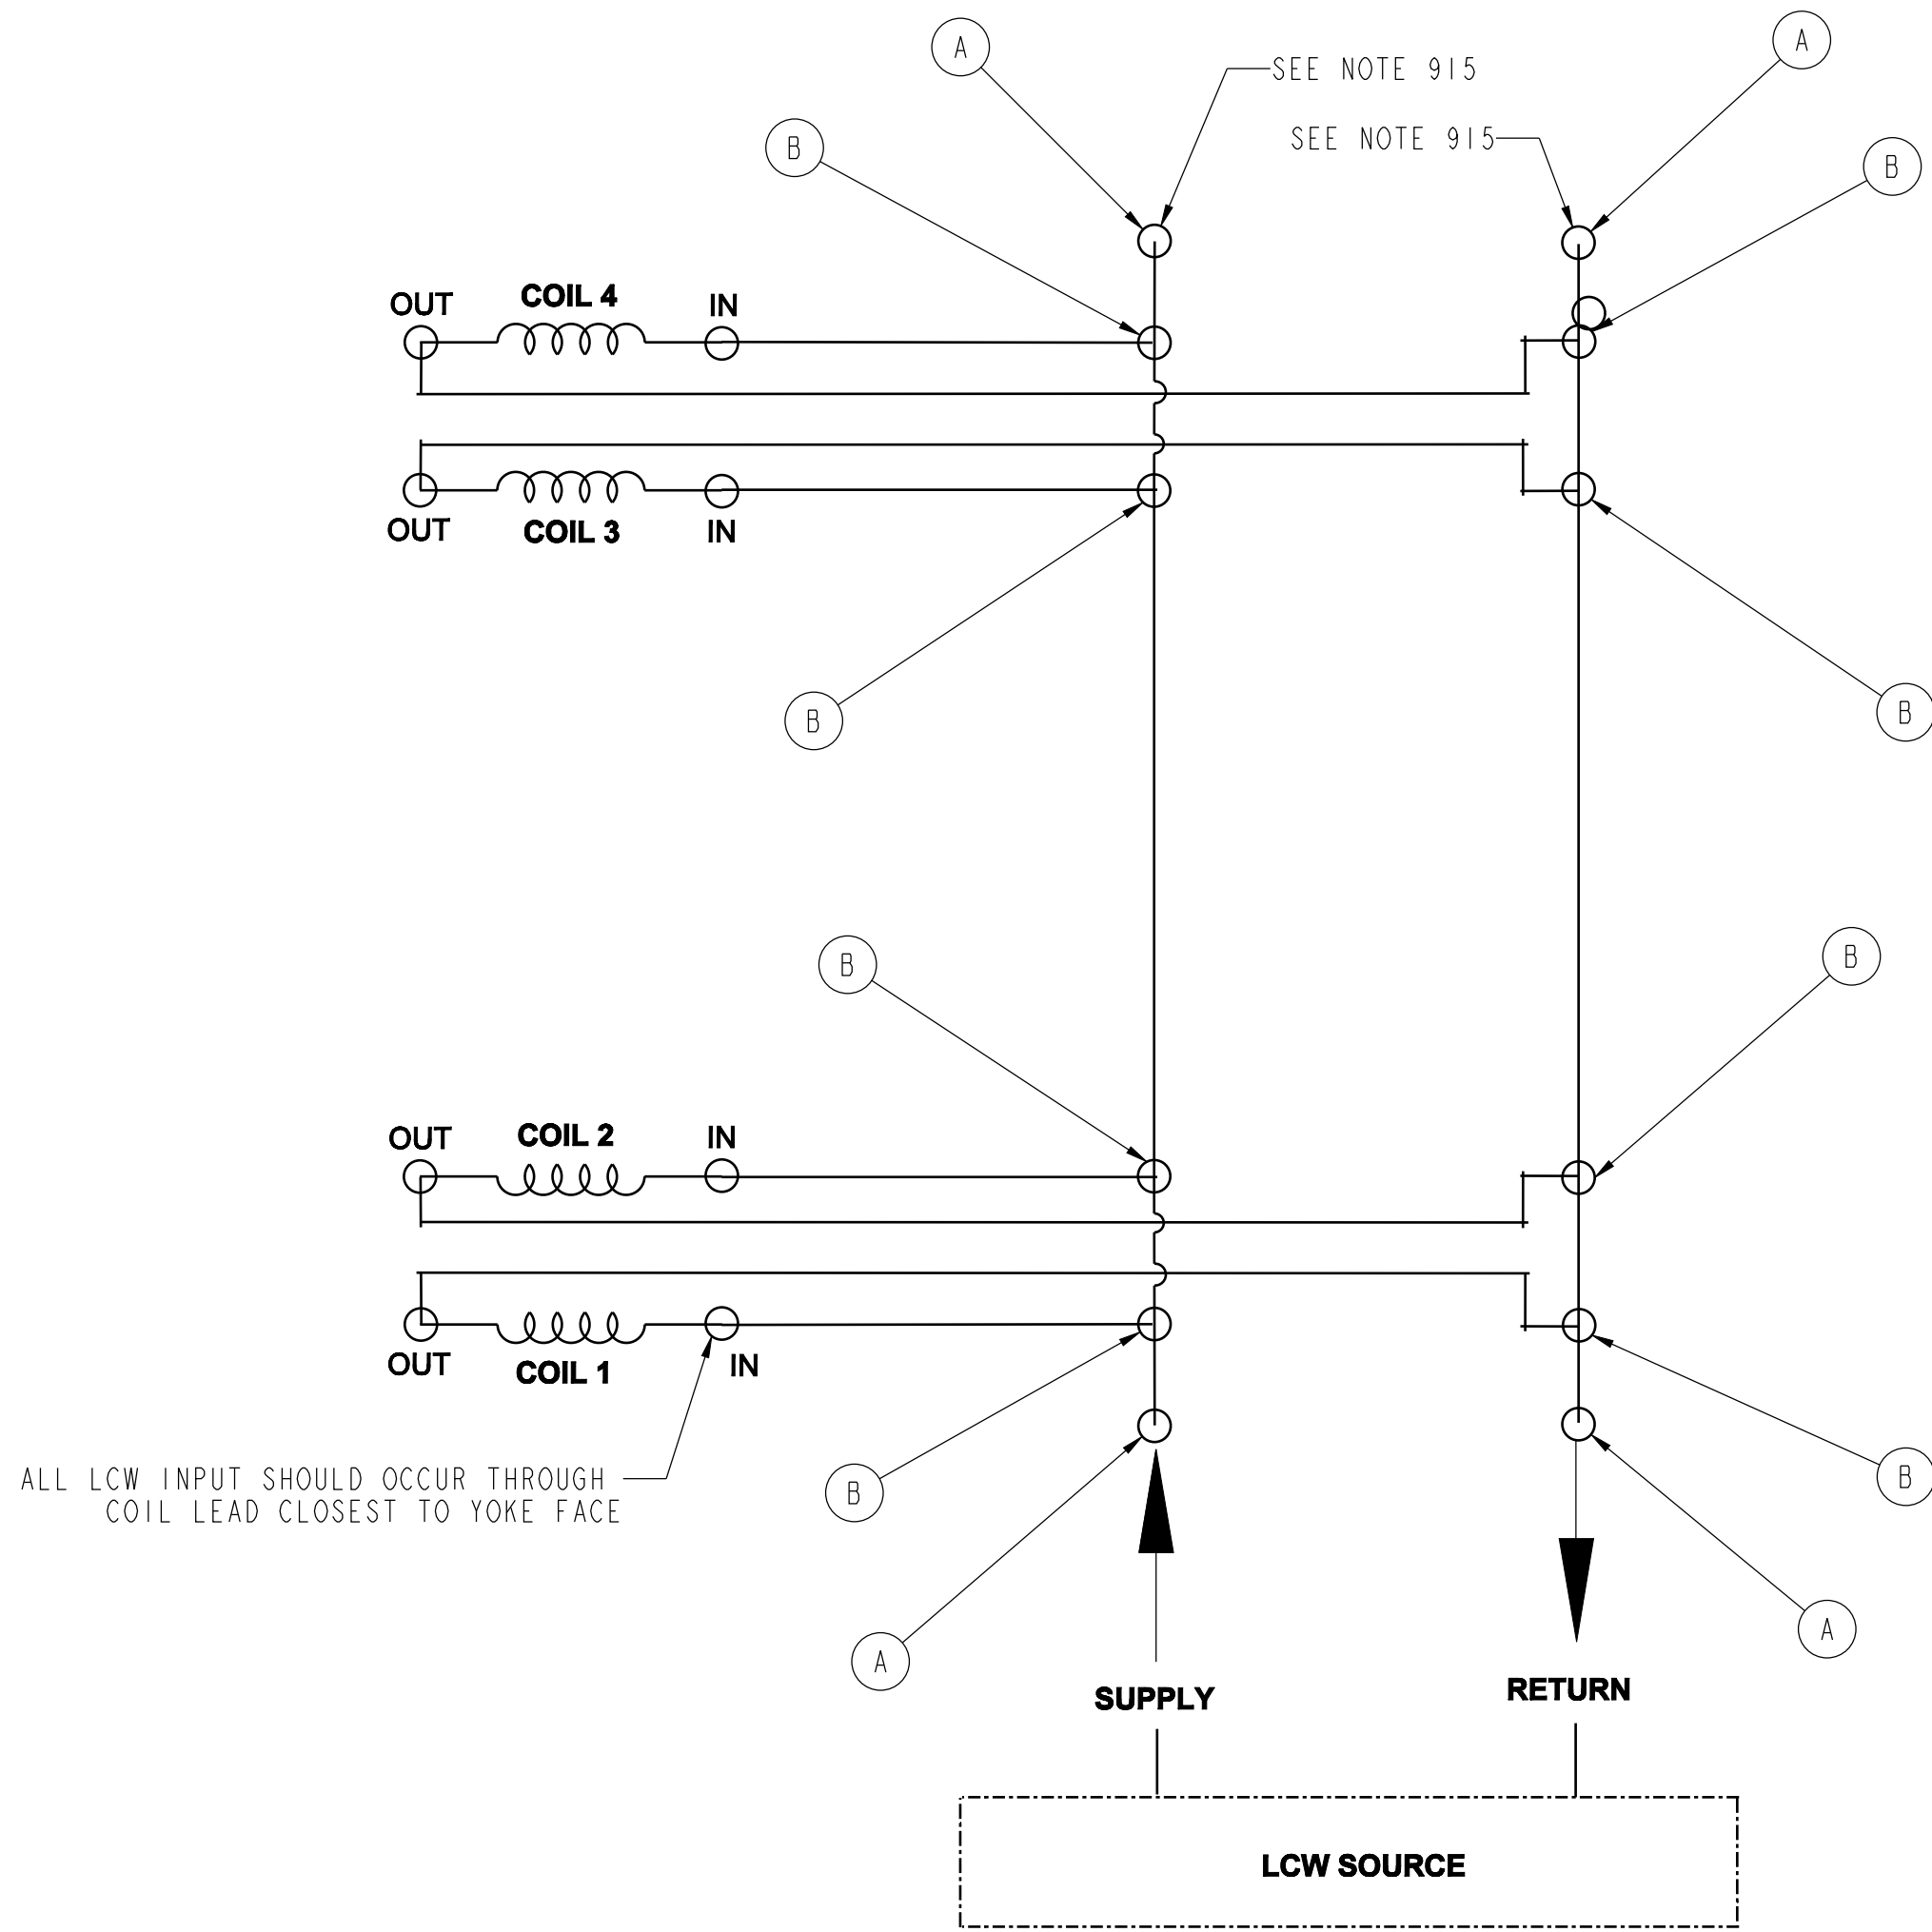 A
A
SEE NOTE 915
SEE NOTE 915
B
B
OUT
COIL 4
IN
OUT
COIL 3
IN
B
B
B
B
OUT
COIL 2
IN
OUT
COIL 1
IN
ALL LCW INPUT SHOULD OCCUR THROUGH
COIL LEAD CLOSEST TO YOKE FACE
B
B
A
A
SUPPLY
RETURN
LCW SOURCE